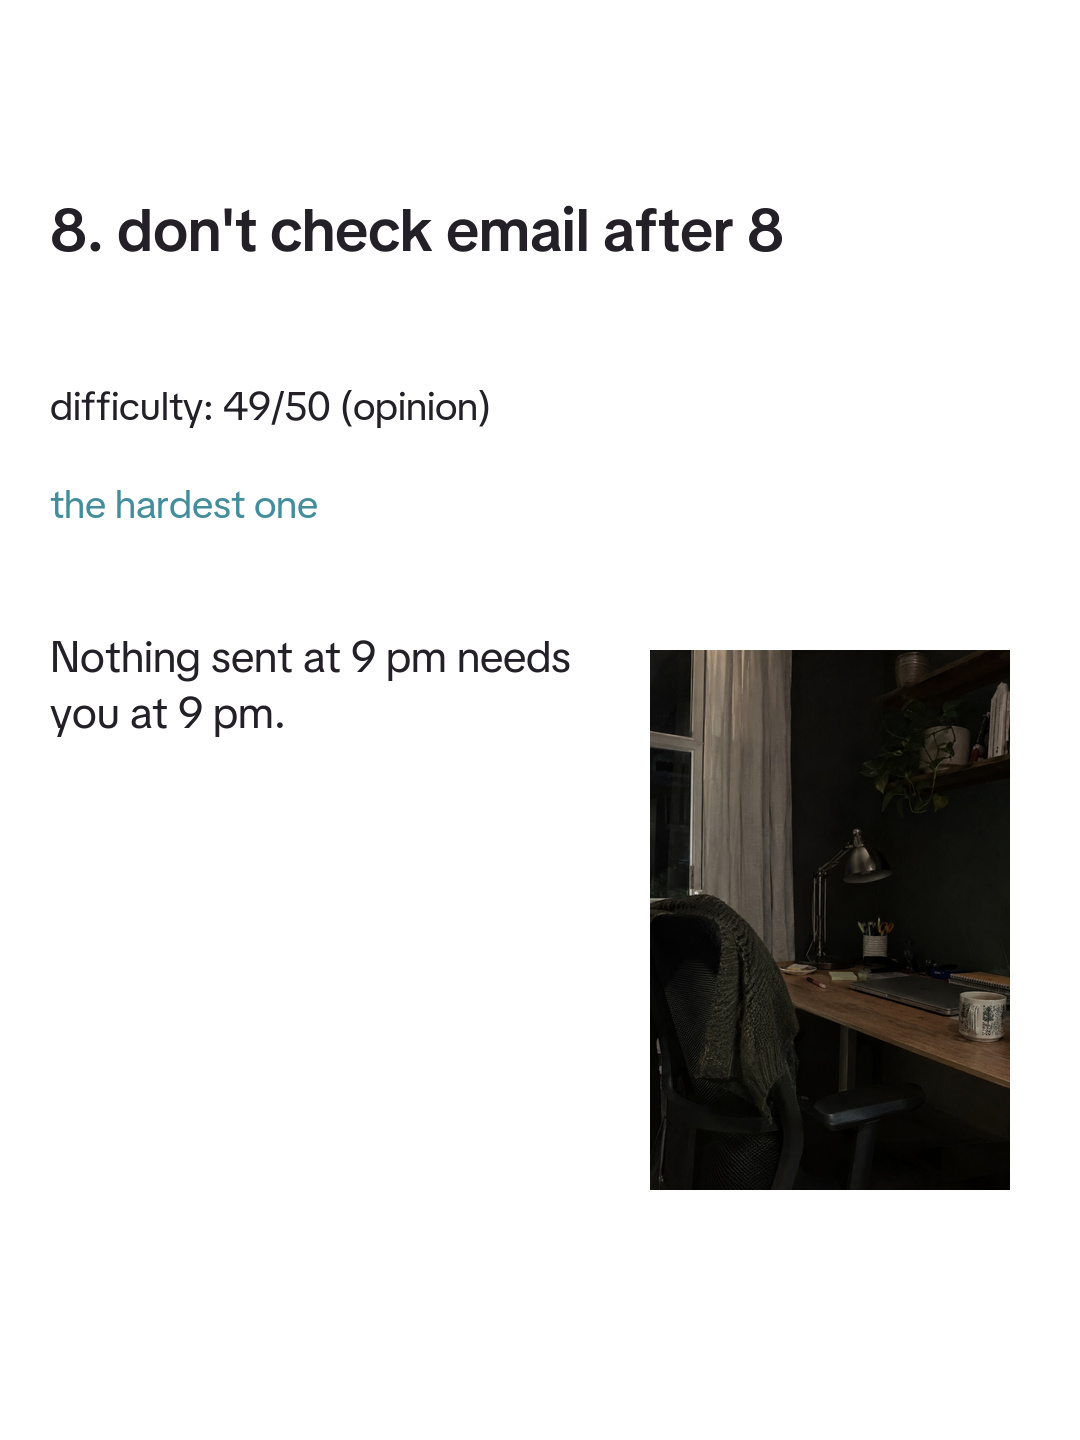 8. don't check email after 8
difficulty: 49/50 (opinion)
the hardest one
Nothing sent at 9 pm needs
you at 9 pm.